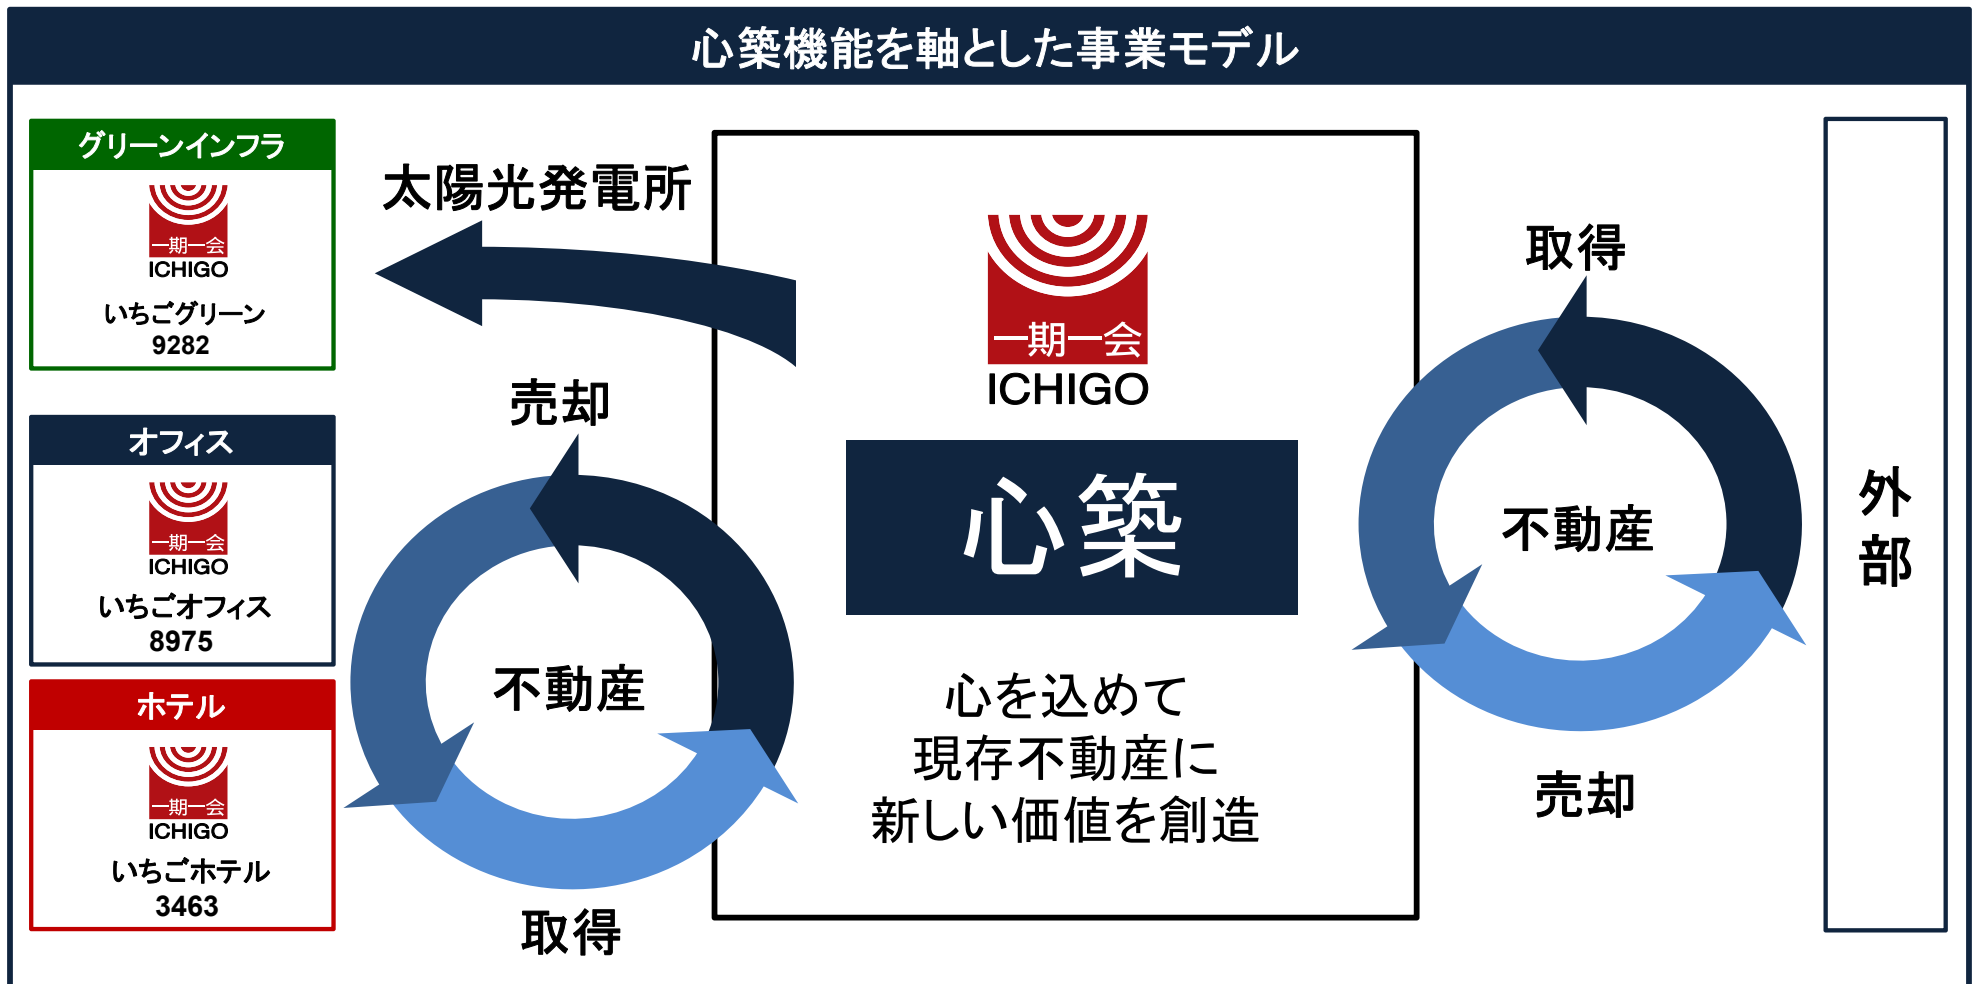 心築機能を軸とした事業モデル
グリーンインフラ
一期一会
ICHIGO
いちごグリーン
9282
オフィス
一期一会
ICHIGO
いちごオフィス
8975
ホテル
一期一会
ICHIGO
いちごホテル
3463
太陽光発電所
売却
不動産
取得
一期一会
ICHIGO
心築
心を込めて
現存不動産に
新しい価値を創造
取得
不動産
売却
外
部